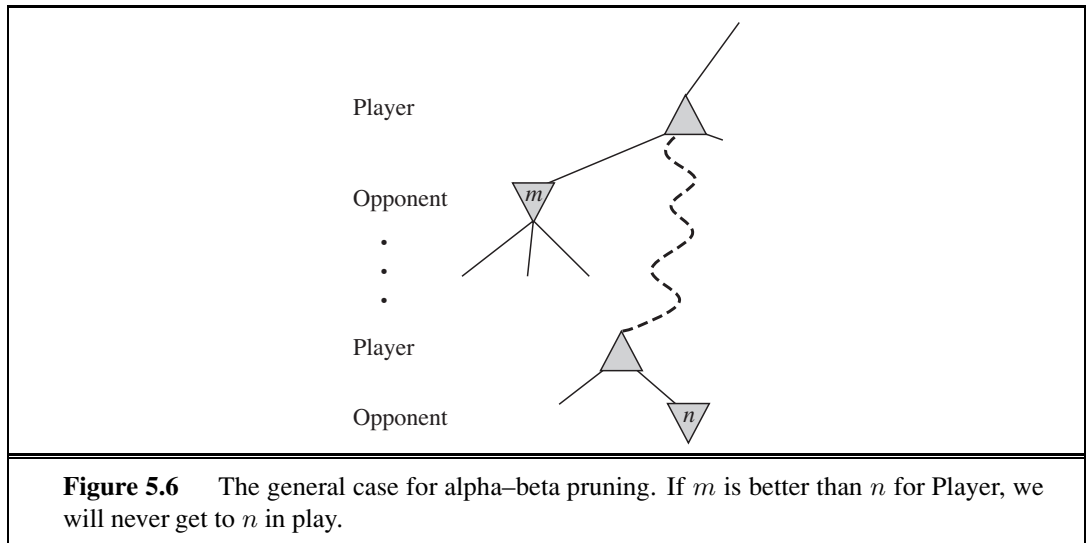 Player
Opponent
m
Player
Opponent
n
Figure 5.6 The general case for alpha–beta pruning. If m is better than n for Player, we
will never get to n in play.